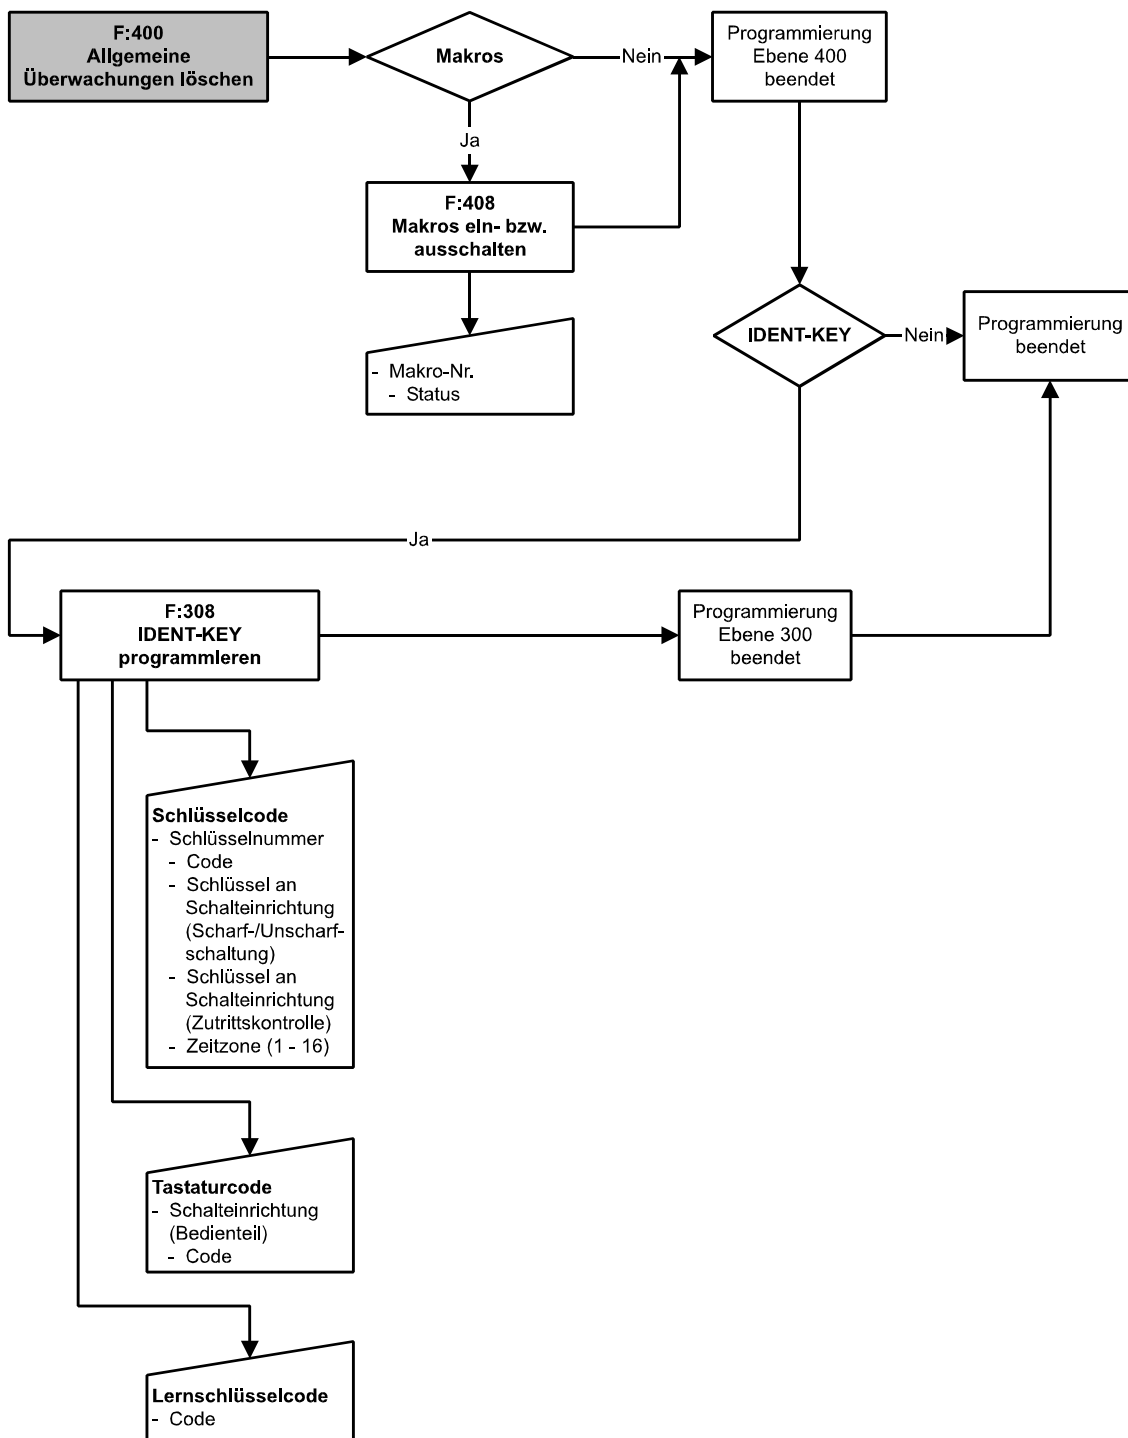 F:400
Allgemeine
Überwachungen löschen
Makros
Nein
Programmierung
Ebene 400
beendet
Ja
F:408
Makros eIn- bzw.
ausschalten
- Makro-Nr.
- Status
IDENT-KEY
Nein
Programmierung
beendet
Ja
F:308
IDENT-KEY
programmIeren
Programmierung
Ebene 300
beendet
Schlüsselcode
- Schlüsselnummer
- Code
- Schlüssel an
Schalteinrichtung
(Scharf-/Unscharf-
schaltung)
- Schlüssel an
Schalteinrichtung
(Zutrittskontrolle)
- Zeitzone (1 - 16)
Tastaturcode
- Schalteinrichtung
(Bedienteil)
- Code
Lernschlüsselcode
- Code